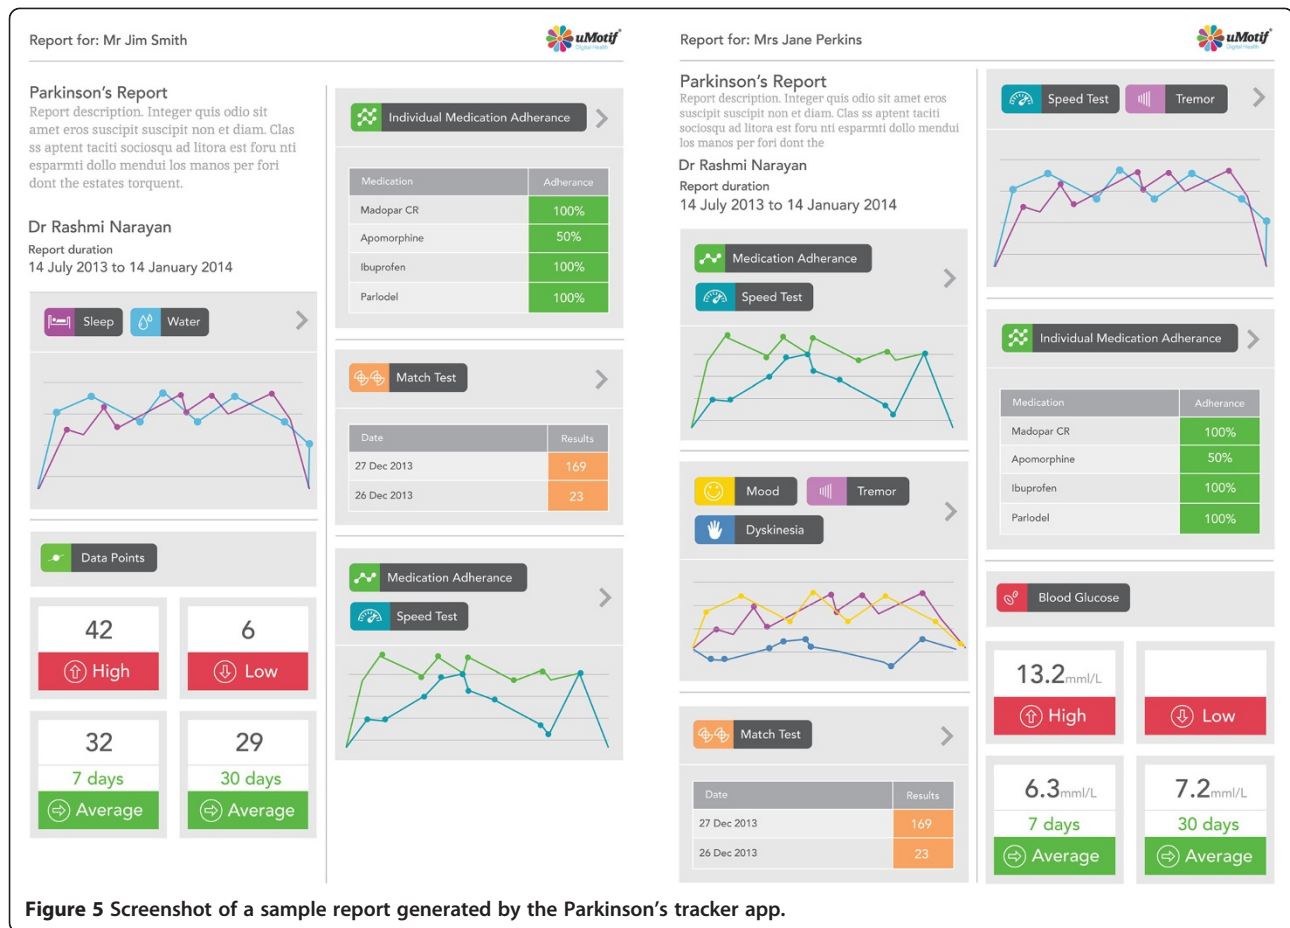 Report for: Mr Jim Smith
uMotif®
Digital Health
Parkinson's Report
Report description. Integer quis odio sit
amet eros suscipit suscipit non et diam. Clas
ss aptent taciti sociosqu ad litora est foru nti
esparmti dollo mendui los manos per fori
dont the estates torquent.
Dr Rashmi Narayan
Report duration
14 July 2013 to 14 January 2014
Sleep
Water
Data Points
42
High
6
Low
32
7 days
Average
29
30 days
Average
Individual Medication Adherance
Medication Adherance
Madopar CR 100%
Apomorphine 50%
Ibuprofen 100%
Parlodel 100%
Match Test
Date Results
27 Dec 2013 169
26 Dec 2013 23
Medication Adherance
Speed Test
Report for: Mrs Jane Perkins
uMotif®
Digital Health
Parkinson's Report
Report description. Integer quis odio sit amet eros
suscipit suscipit non et diam. Clas ss aptent taciti
sociosqu ad litora est foru nti esparmti dollo mendui
los manos per fori dont the
Dr Rashmi Narayan
Report duration
14 July 2013 to 14 January 2014
Medication Adherance
Speed Test
Mood
Tremor
Dyskinesia
Match Test
Date Results
27 Dec 2013 169
26 Dec 2013 23
Speed Test
Tremor
Individual Medication Adherance
Medication Adherance
Madopar CR 100%
Apomorphine 50%
Ibuprofen 100%
Parlodel 100%
Blood Glucose
13.2mml/L
High
Low
6.3mml/L
7 days
Average
7.2mml/L
30 days
Average
Figure 5 Screenshot of a sample report generated by the Parkinson's tracker app.